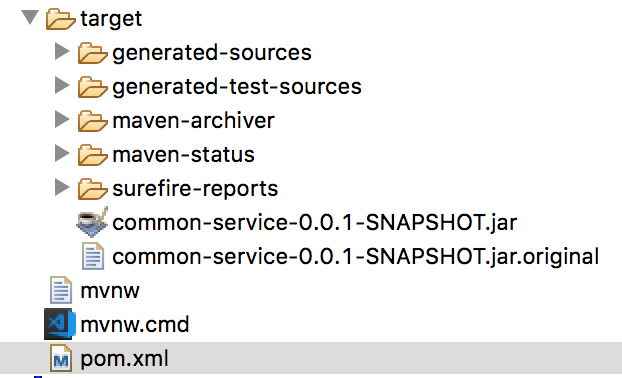 target
generated-sources
generated-test-sources
maven-archiver
maven-status
surefire-reports
common-service-0.0.1-SNAPSHOT.jar
common-service-0.0.1-SNAPSHOT.jar.original
mvnw
mvnw.cmd
pom.xml